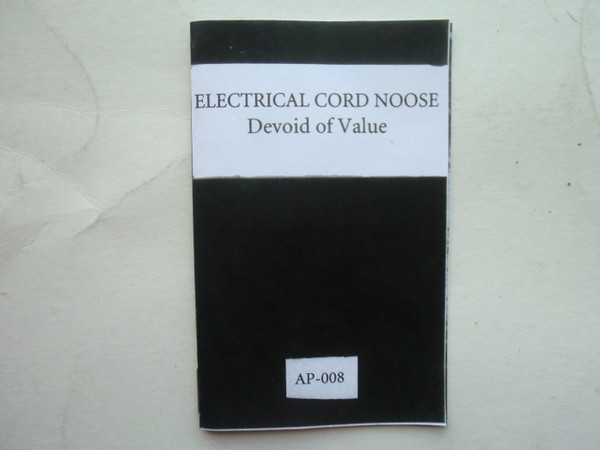 ELECTRICAL CORD NOOSE
Devoid of Value
AP-008